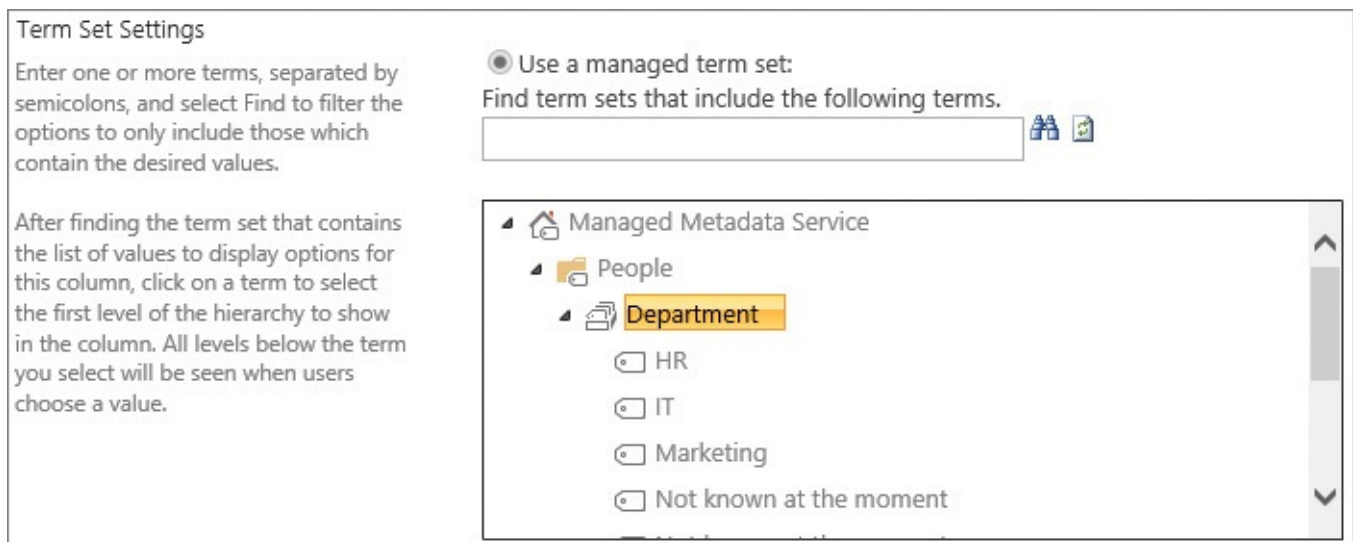 Term Set Settings
Enter one or more terms, separated by
semicolons, and select Find to filter the
options to only include those which
contain the desired values.
After finding the term set that contains
the list of values to display options for
this column, click on a term to select
the first level of the hierarchy to show
in the column. All levels below the term
you select will be seen when users
choose a value.
Use a managed term set:
Find term sets that include the following terms.
Managed Metadata Service
People
Department
HR
IT
Marketing
Not known at the moment